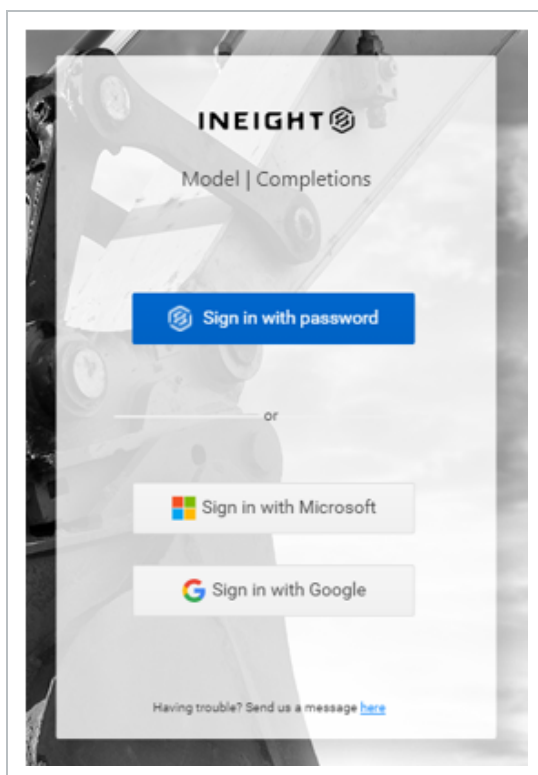 INEIGHT
Model | Completions
Sign in with password
or
Sign in with Microsoft
Sign in with Google
Having trouble? Send us a message here